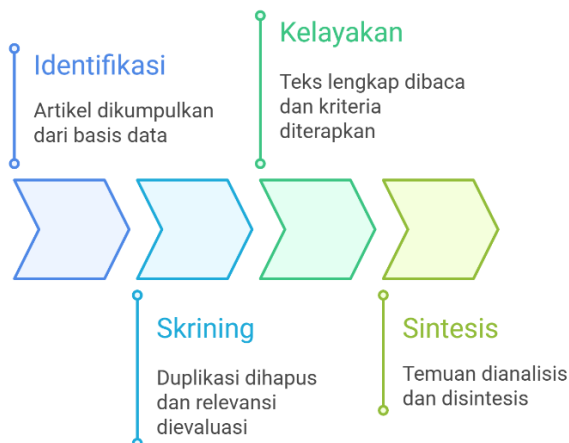 Identifikasi
Artikel dikumpulkan
dari basis data
Skrining
Duplikasi dihapus
dan relevansi
dievaluasi
Kelayakan
Teks lengkap dibaca
dan kriteria
diterapkan
Sintesis
Temuan dianalisis
dan disintesis